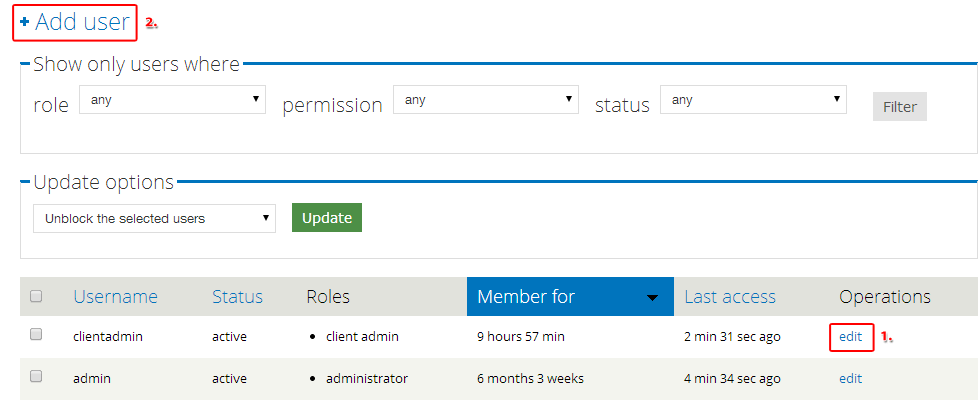 + Add user 2.
Show only users where
role any permission any status any Filter
Update options
Unblock the selected users Update
Username Status Roles Member for Last access Operations
clientadmin active • client admin 9 hours 57 min 2 min 31 sec ago edit 1.
admin active • administrator 6 months 3 weeks 4 min 34 sec ago edit